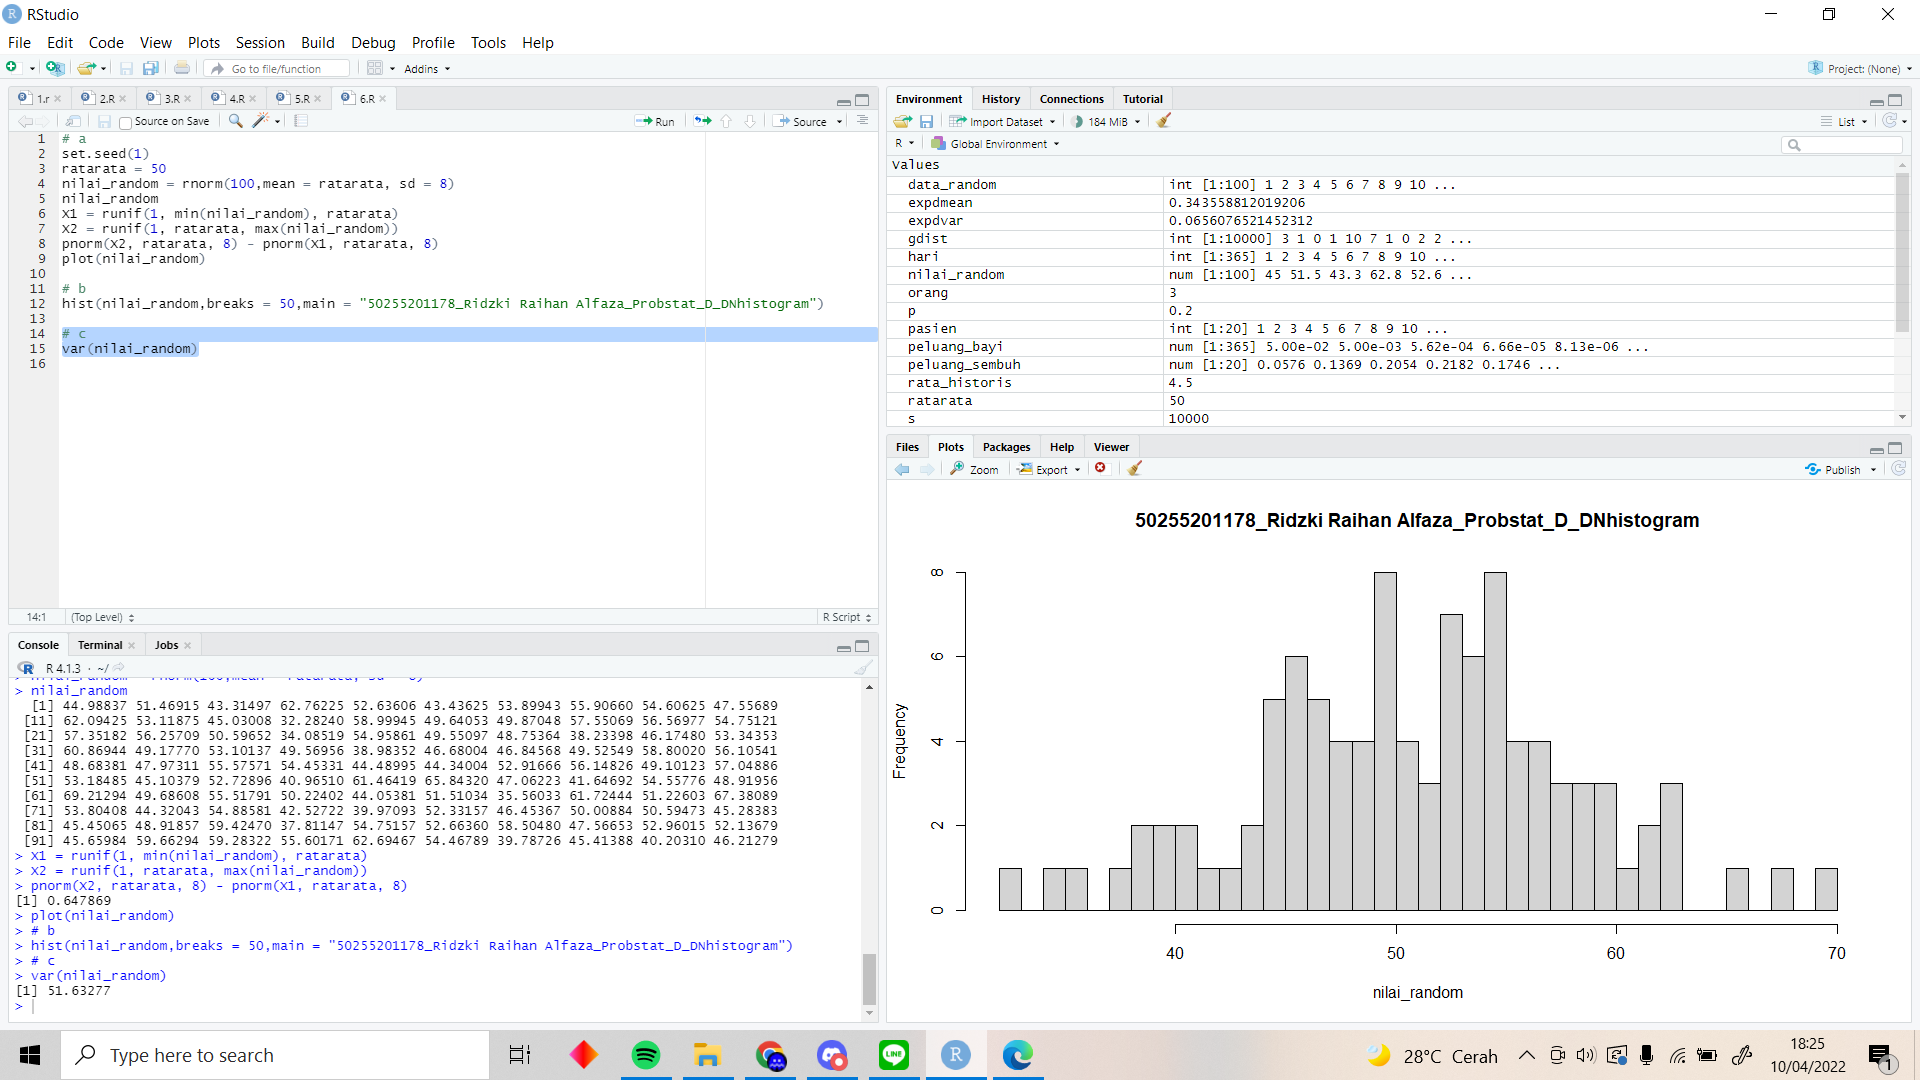 RStudio
File Edit Code View Plots Session Build Debug Profile Tools Help
Go to file/function Addins Project: (None)
1.r 2.R 3.R 4.R 5.R 6.R
Source on Save Run Source
1 # a
2 set.seed(1)
3 ratarata = 50
4 nilai_random = rnorm(100,mean = ratarata, sd = 8)
5 nilai_random
6 X1 = runif(1, min(nilai_random), ratarata)
7 X2 = runif(1, ratarata, max(nilai_random))
8 pnorm(X2, ratarata, 8) - pnorm(X1, ratarata, 8)
9 plot(nilai_random)
10
11 # b
12 hist(nilai_random,breaks = 50,main = "50255201178_Ridzki Raihan Alfaza_Probstat_D_DNhistogram")
13
14 # c
15 var(nilai_random)
16
14:1 (Top Level) R Script
Console Terminal Jobs
R 4.1.3 · ~/
> nilai_random = rnorm(100,mean = ratarata, sd = 8)
> nilai_random
[1] 44.98837 51.46915 43.31497 62.76225 52.63606 43.43625 53.89943 55.90660 54.60625 47.55689
[11] 62.09425 53.11875 45.03008 32.28240 58.99945 49.64053 49.87048 57.55069 56.56977 54.75121
[21] 57.35182 56.25709 50.59652 34.08519 54.95861 49.55097 48.75364 38.23398 46.17480 53.34353
[31] 60.86944 49.17770 53.10137 49.56956 38.98352 46.68004 46.84568 49.52549 58.80020 56.10541
[41] 48.68381 47.97311 55.57571 54.45331 44.48995 44.34004 52.91666 56.14826 49.10123 57.04886
[51] 53.18485 45.10379 52.72896 40.96510 61.46419 65.84320 47.06223 41.64692 54.55776 48.91956
[61] 69.21294 49.68608 55.51791 50.22402 44.05381 51.51034 35.56033 61.72444 51.22603 67.38089
[71] 53.80408 44.32043 54.88581 42.52722 39.97093 52.33157 46.45367 50.00884 50.59473 45.28383
[81] 45.45065 48.91857 59.42470 37.81147 54.75157 52.66360 58.50480 47.56653 52.96015 52.13679
[91] 45.65984 59.66294 59.28322 55.60171 62.69467 54.46789 39.78726 45.41388 40.20310 46.21279
> X1 = runif(1, min(nilai_random), ratarata)
> X2 = runif(1, ratarata, max(nilai_random))
> pnorm(X2, ratarata, 8) - pnorm(X1, ratarata, 8)
[1] 0.647869
> plot(nilai_random)
> # b
> hist(nilai_random,breaks = 50,main = "50255201178_Ridzki Raihan Alfaza_Probstat_D_DNhistogram")
> # c
> var(nilai_random)
[1] 51.63277
>
Environment History Connections Tutorial
Import Dataset 184 MiB List
R Global Environment
Values
data_random int [1:100] 1 2 3 4 5 6 7 8 9 10 ...
expdmean 0.343558812019206
expdvar 0.0656076521452312
gdist int [1:10000] 3 1 0 1 10 7 1 0 2 2 ...
hari int [1:365] 1 2 3 4 5 6 7 8 9 10 ...
nilai_random num [1:100] 45 51.5 43.3 62.8 52.6 ...
orang 3
p 0.2
pasien int [1:20] 1 2 3 4 5 6 7 8 9 10 ...
peluang_bayi num [1:365] 5.00e-02 5.00e-03 5.62e-04 6.66e-05 8.13e-06 ...
peluang_sembuh num [1:20] 0.0576 0.1369 0.2054 0.2182 0.1746 ...
rata_historis 4.5
ratarata 50
s 10000
Files Plots Packages Help Viewer
Zoom Export Publish
50255201178_Ridzki Raihan Alfaza_Probstat_D_DNhistogram
8
6
4
2
0
Frequency
40 50 60 70
nilai_random
Type here to search
LINE
28°C Cerah
18:25
10/04/2022
1